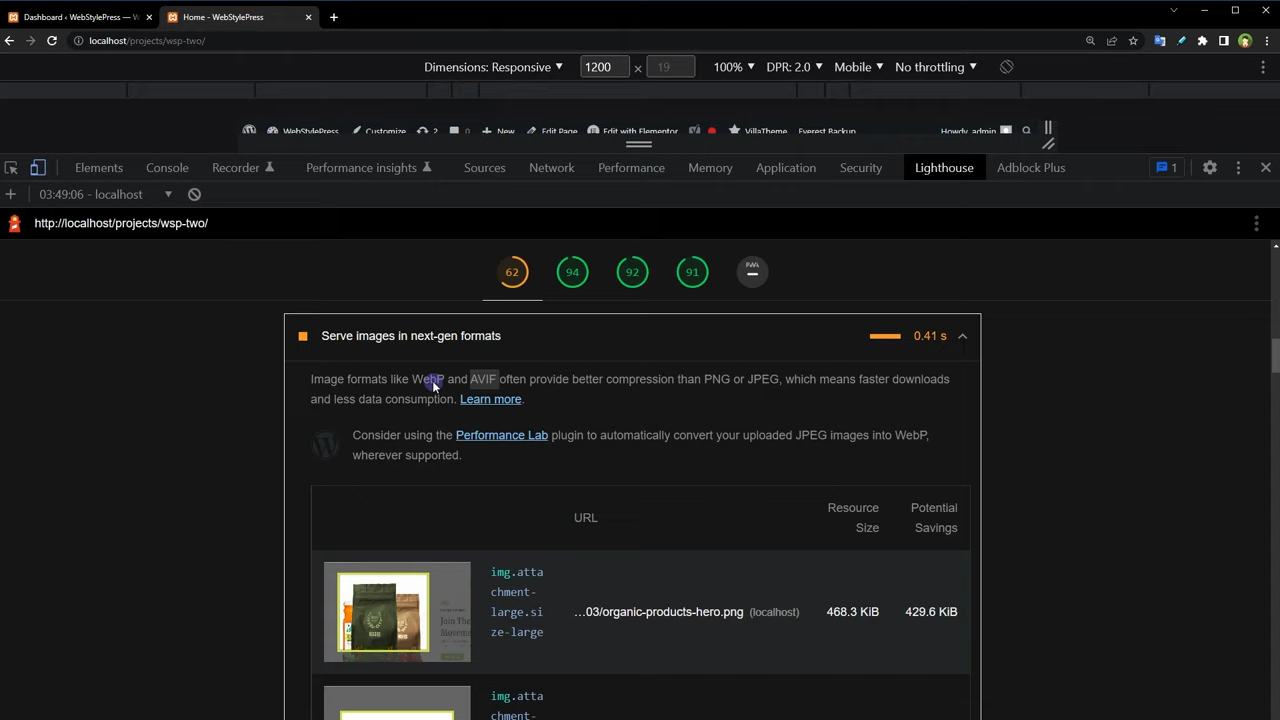 Dashboard ‹ WebStylePress — W
Home - WebStylePress
localhost/projects/wsp-two/
Dimensions: Responsive 1200 × 19 100% DPR: 2.0 Mobile No throttling
WebStylePress Customize 2 0 New Edit Page Edit with Elementor VillaTheme Everest Backup Howdy, admin
Elements Console Recorder Performance insights Sources Network Performance Memory Application Security Lighthouse Adblock Plus 1
03:49:06 - localhost
http://localhost/projects/wsp-two/
62 94 92 91 PWA
Serve images in next-gen formats 0.41 s
Image formats like WebP and AVIF often provide better compression than PNG or JPEG, which means faster downloads
and less data consumption. Learn more.
Consider using the Performance Lab plugin to automatically convert your uploaded JPEG images into WebP,
wherever supported.
URL
Resource Size
Potential Savings
img.atta
chment-
large.si
ze-large
…03/organic-products-hero.png (localhost) 468.3 KiB 429.6 KiB
Join The
img.atta
chment-